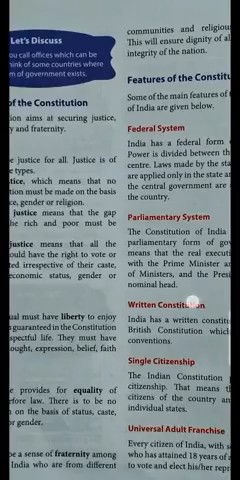 Let's Discuss
ou call offices which can be
hink of some countries where
m of government exists.
of the Constitution
ion aims at securing justice,
y and fraternity.
e justice for all. Justice is of
e types.
tice, which means that no
tion must be made on the basis
ce, gender or religion.
justice means that the gap
he rich and poor must be
justice means that all the
ould have the right to vote or
ted irrespective of their caste,
economic status, gender or
ual must have liberty to enjoy
s guaranteed in the Constitution
spectful life. They must have
ought, expression, belief, faith
e provides for equality of
efore law. There is to be no
n on the basis of status, caste,
or gender.
be a sense of fraternity among
India who are from different
communities and religiou
This will ensure dignity of al
integrity of the nation.
Features of the Constitu
Some of the main features of t
of India are given below.
Federal System
India has a federal form
Power is divided between th
centre. Laws made by the sta
are applied only in the state an
the central government are
the country.
Parliamentary System
The Constitution of India
parliamentary form of gov
means that the real executi
with the Prime Minister an
of Ministers, and the Presi
nominal head.
Written Constitution
India has a written constitu
British Constitution which
conventions.
Single Citizenship
The Indian Constitution
citizenship. That means t
citizens of the country an
individual states.
Universal Adult Franchise
Every citizen of India, with s
who has attained 18 years of a
to vote and elect his/her repr